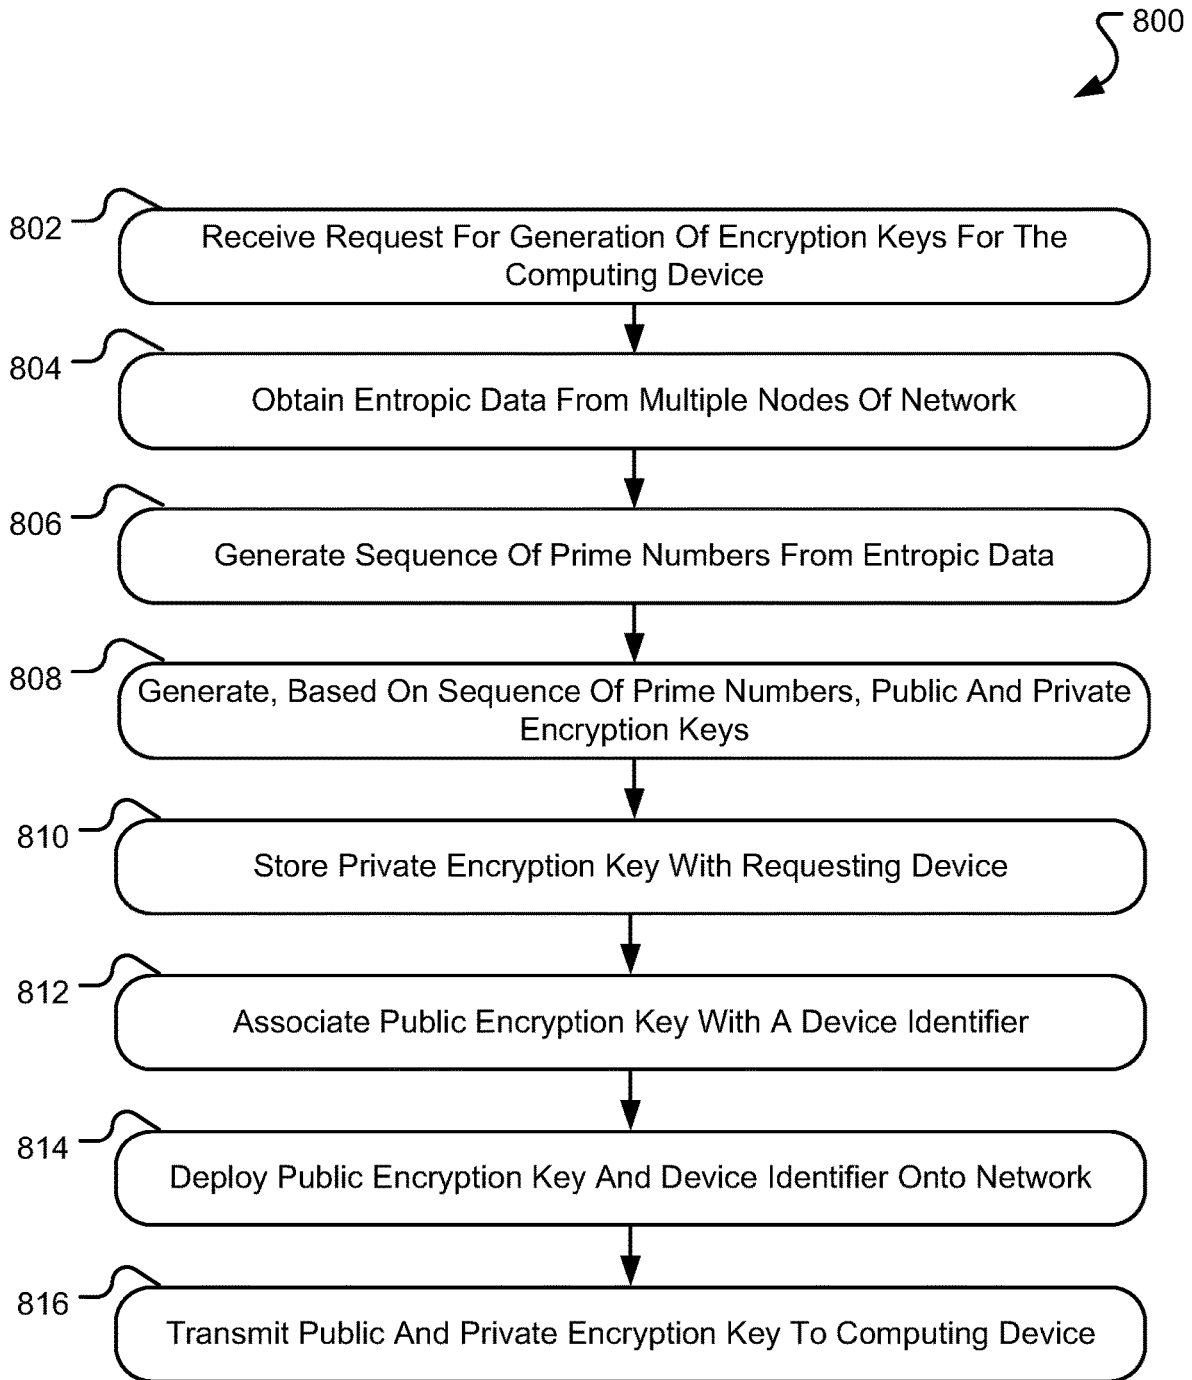 800
802
Receive Request For Generation Of Encryption Keys For The
Computing Device
804
Obtain Entropic Data From Multiple Nodes Of Network
806
Generate Sequence Of Prime Numbers From Entropic Data
808
Generate, Based On Sequence Of Prime Numbers, Public And Private
Encryption Keys
810
Store Private Encryption Key With Requesting Device
812
Associate Public Encryption Key With A Device Identifier
814
Deploy Public Encryption Key And Device Identifier Onto Network
816
Transmit Public And Private Encryption Key To Computing Device